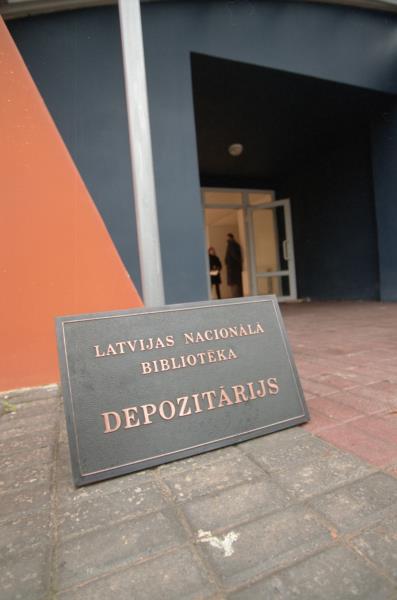 LATVIJAS NACIONĀLĀ
BIBLIOTĒKA
DEPOZITĀRIJS